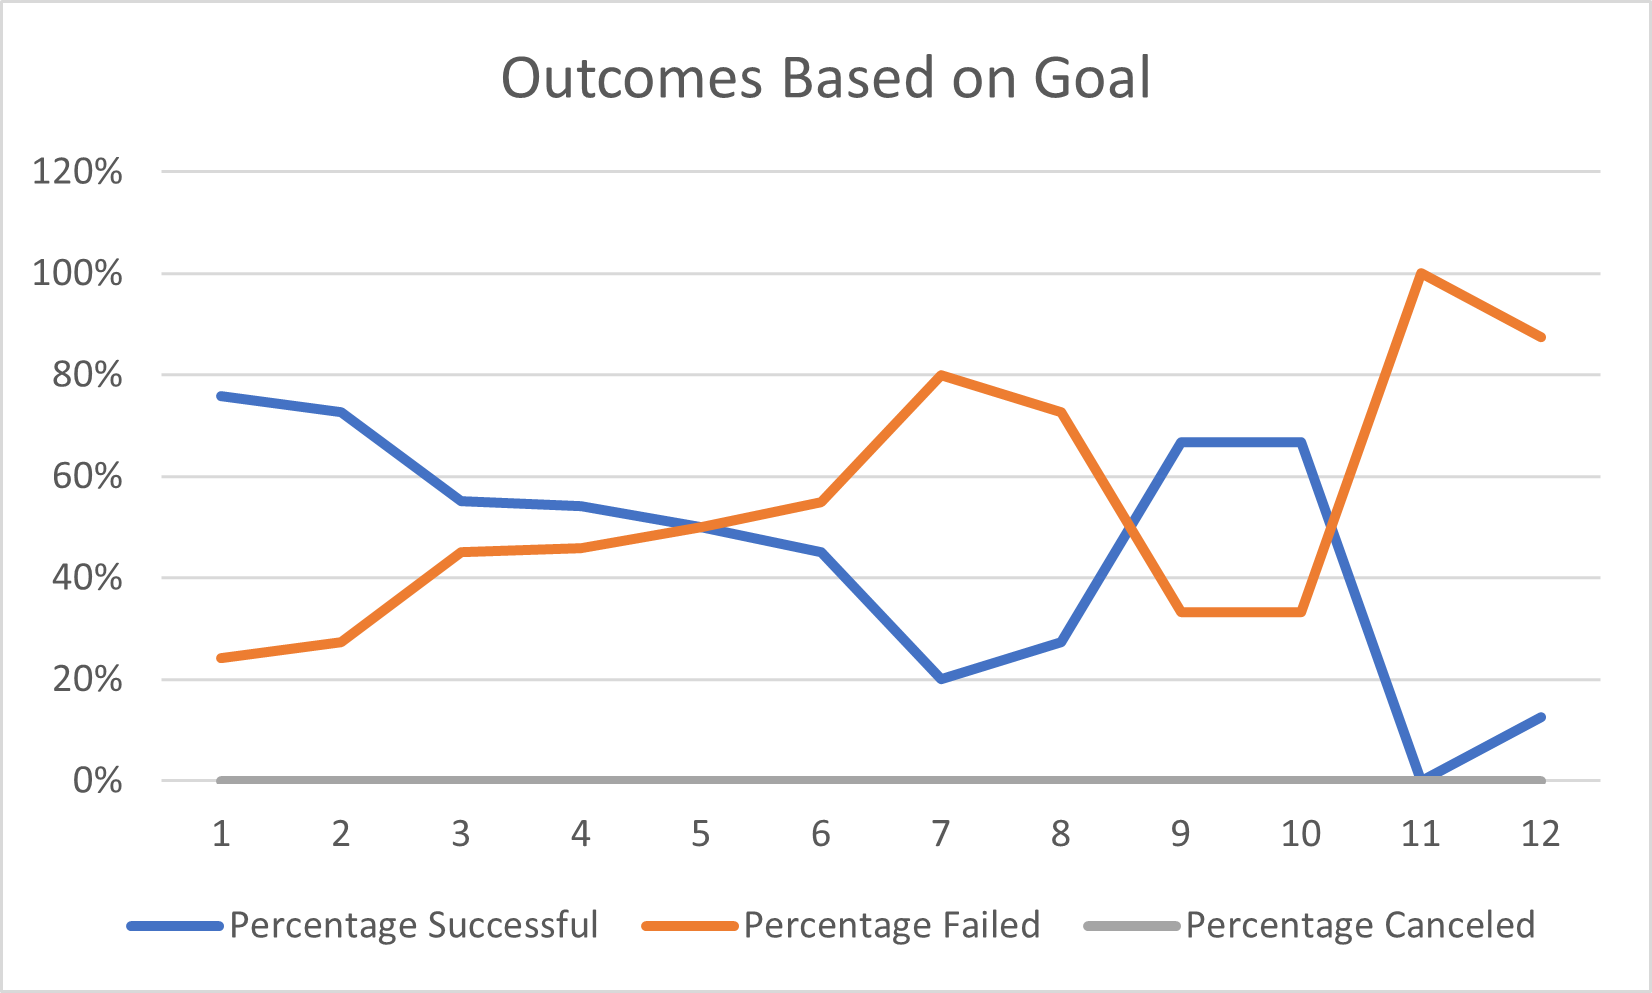 Outcomes Based on Goal
120%
100%
80%
60%
40%
20%
0%
1 2 3 4 5 6 7 8 9 10 11 12
Percentage Successful Percentage Failed Percentage Canceled